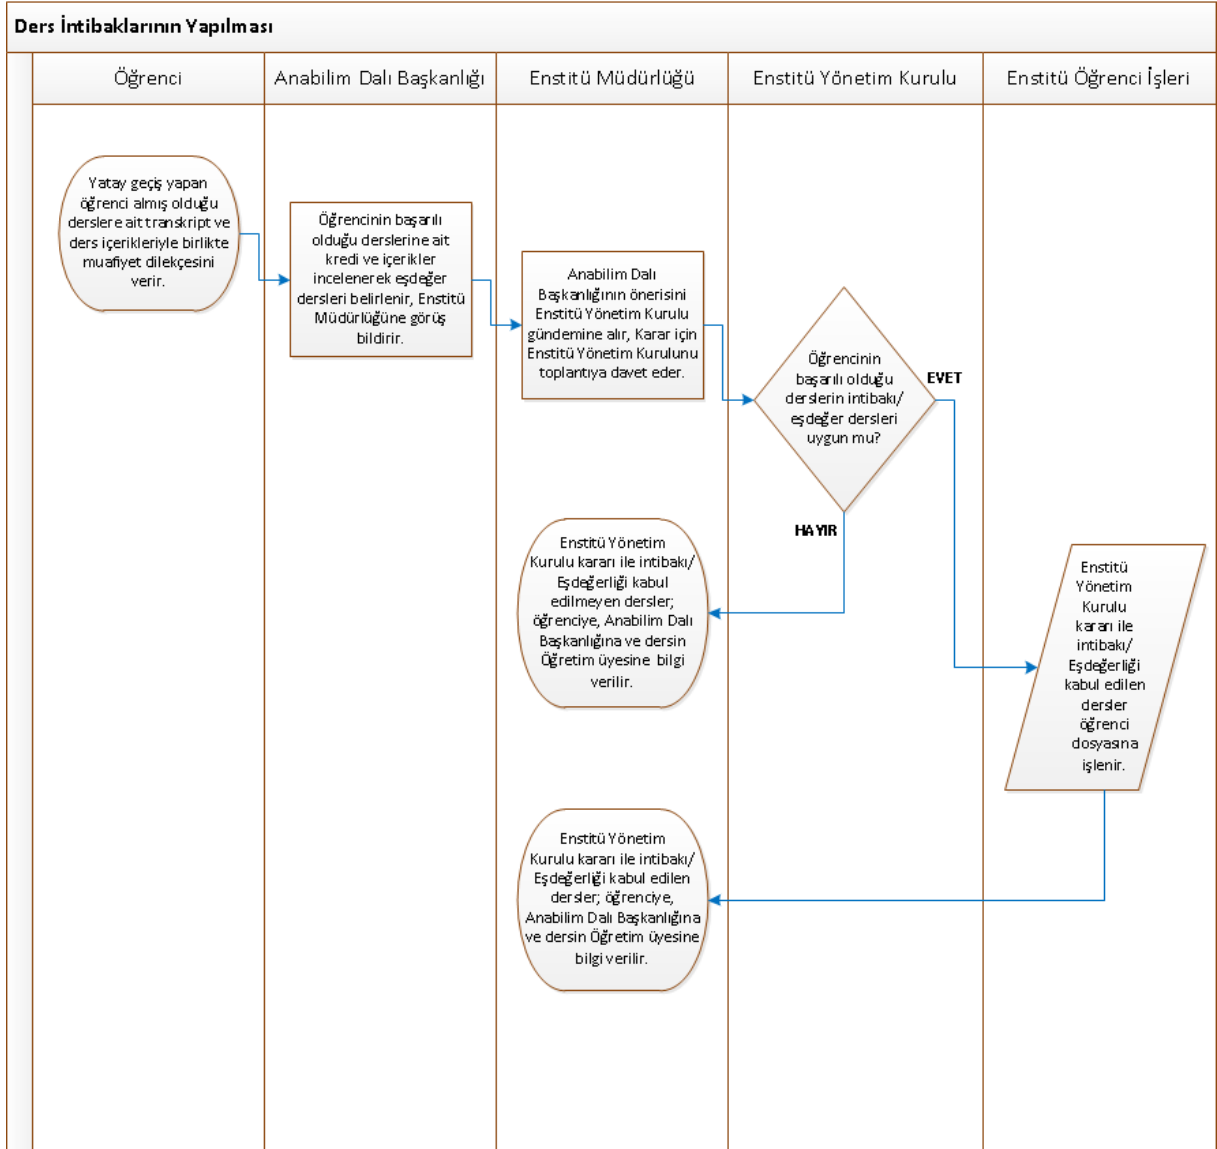 Ders İntibaklarının Yapılması
Öğrenci
Anabilim Dalı Başkanlığı
Enstitü Müdürlüğü
Enstitü Yönetim Kurulu
Enstitü Öğrenci İşleri
Yatay geçiş yapan
öğrenci almış olduğu
derslere ait transkript ve
ders içerikleriyle birlikte
muafiyet dilekçesini
verir.
Öğrencinin başarılı
olduğu derslerine ait
kredi ve içerikler
incelenerek eşdeğer
dersleri belirlenir, Enstitü
Müdürlüğüne görüş
bildirir.
Anabilim Dalı
Başkanlığının önerisini
Enstitü Yönetim Kurulu
gündemine alır, Karar için
Enstitü Yönetim Kurulunu
toplantıya davet eder.
Öğrencinin
başarılı olduğu
derslerin intibakı/
eşdeğer dersleri
uygun mu?
EVET
HAYIR
Enstitü Yönetim
Kurulu kararı ile intibakı/
Eşdeğerliği kabul
edilmeyen dersler;
öğrenciye, Anabilim Dalı
Başkanlığına ve dersin
Öğretim üyesine bilgi
verilir.
Enstitü
Yönetim
Kurulu
kararı ile
intibakı/
Eşdeğerliği
kabul edilen
dersler
öğrenci
dosyasına
işlenir.
Enstitü Yönetim
Kurulu kararı ile intibakı/
Eşdeğerliği kabul edilen
dersler; öğrenciye,
Anabilim Dalı Başkanlığına
ve dersin Öğretim üyesine
bilgi verilir.